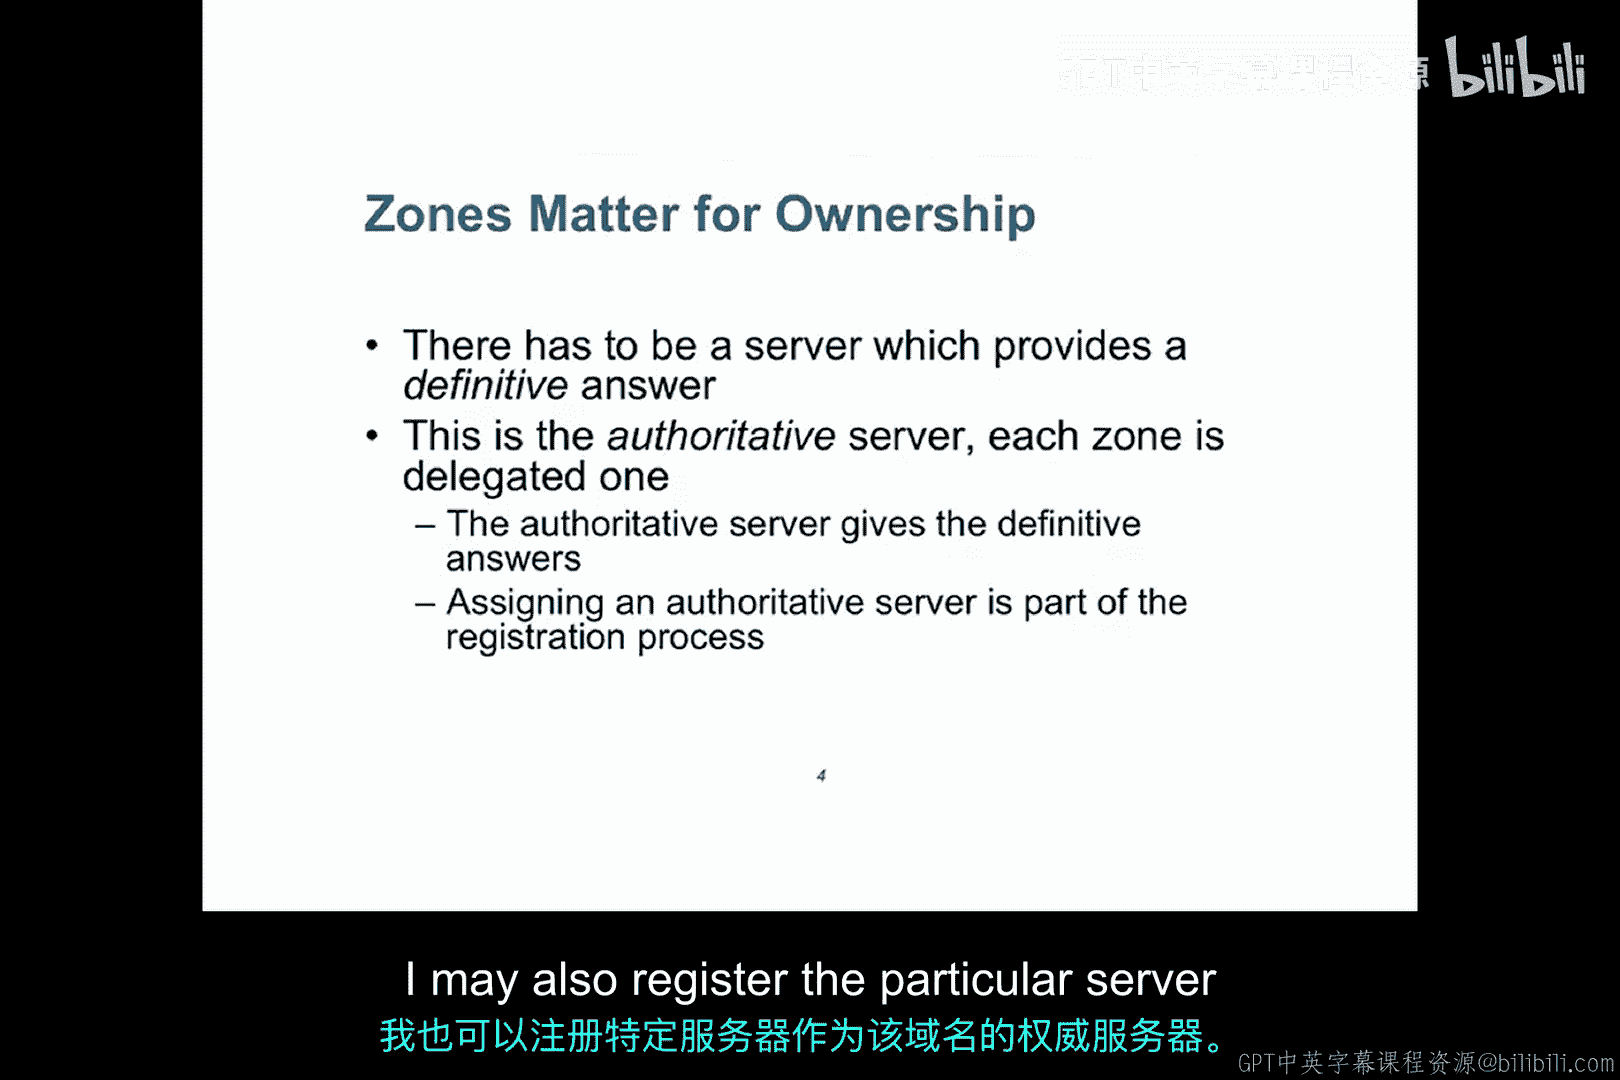 bilibili
Zones Matter for Ownership
• There has to be a server which provides a
definitive answer
• This is the authoritative server, each zone is
delegated one
– The authoritative server gives the definitive
answers
– Assigning an authoritative server is part of the
registration process
4
I may also register the particular server
我也可以注册特定服务器作为该域名的权威服务器。
GPT中英字幕课程资源@bilibili.com